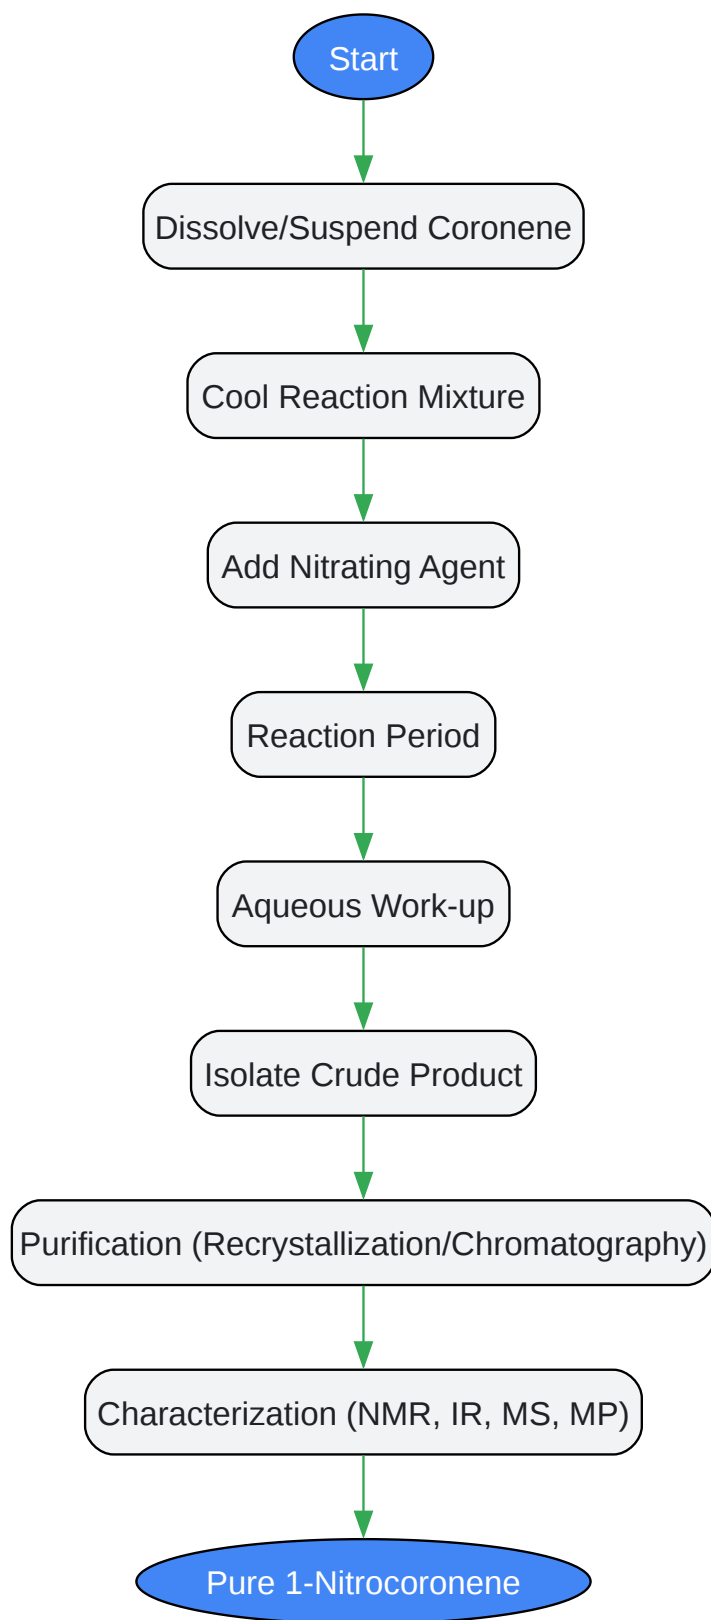 Start
Dissolve/Suspend Coronene
Cool Reaction Mixture
Add Nitrating Agent
Reaction Period
Aqueous Work-up
Isolate Crude Product
Purification (Recrystallization/Chromatography)
Characterization (NMR, IR, MS, MP)
Pure 1-Nitrocoronene